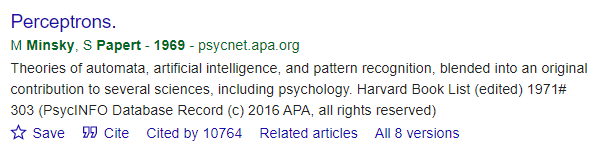 Perceptrons.
M Minsky, S Papert - 1969 - psycnet.apa.org
Theories of automata, artificial intelligence, and pattern recognition, blended into an original
contribution to several sciences, including psychology. Harvard Book List (edited) 1971#
303 (PsycINFO Database Record (c) 2016 APA, all rights reserved)
Save Cite Cited by 10764 Related articles All 8 versions